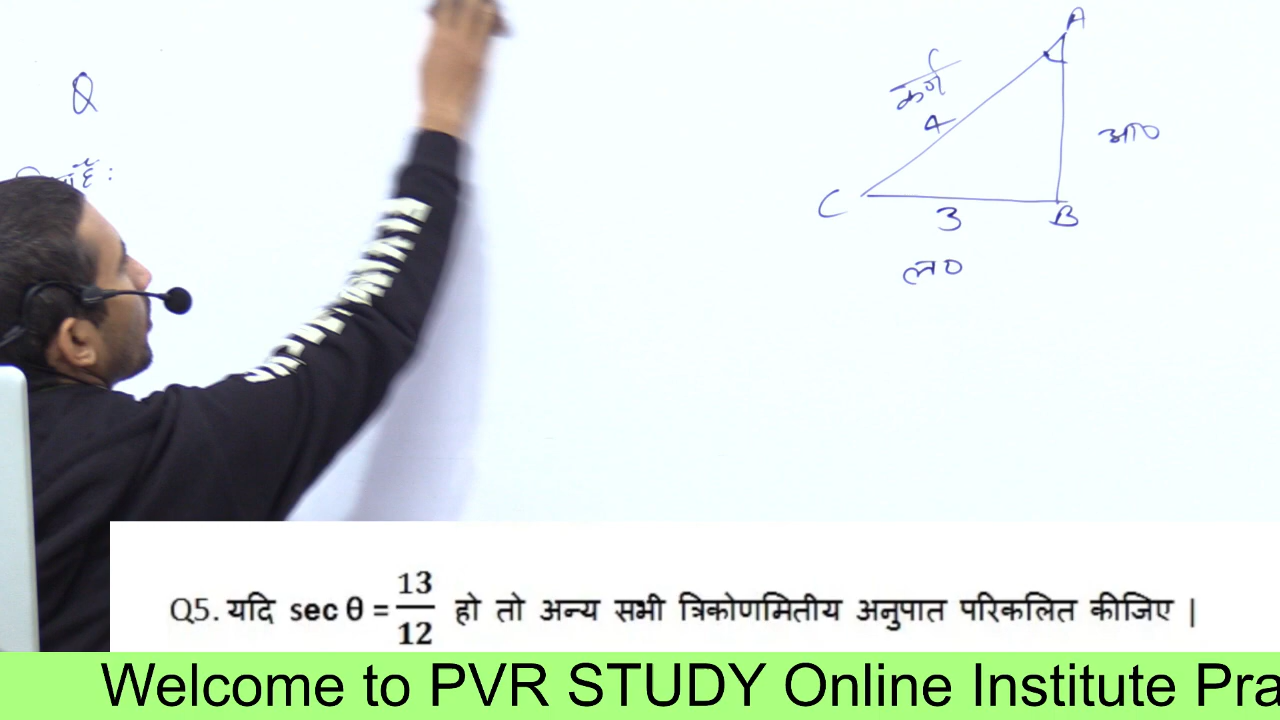 Q
A
कर्ण
4
आ०
C
3
B
ल०
Q5. यदि sec θ = 13/12 हो तो अन्य सभी त्रिकोणमितीय अनुपात परिकलित कीजिए |
Welcome to PVR STUDY Online Institute Pra